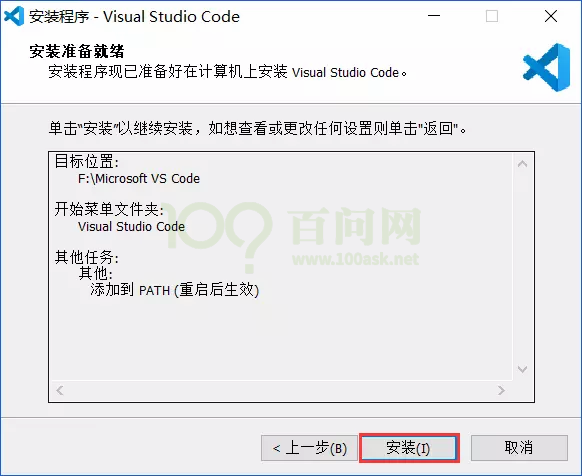 安装程序 - Visual Studio Code
安装准备就绪
安装程序现已准备好在计算机上安装 Visual Studio Code。
单击"安装"以继续安装，如想查看或更改任何设置则单击"返回"。
目标位置:
F:\Microsoft VS Code
开始菜单文件夹:
Visual Studio Code
其他任务:
其他:
添加到 PATH (重启后生效)
百问网
www.100ask.net
< 上一步(B)
安装(I)
取消